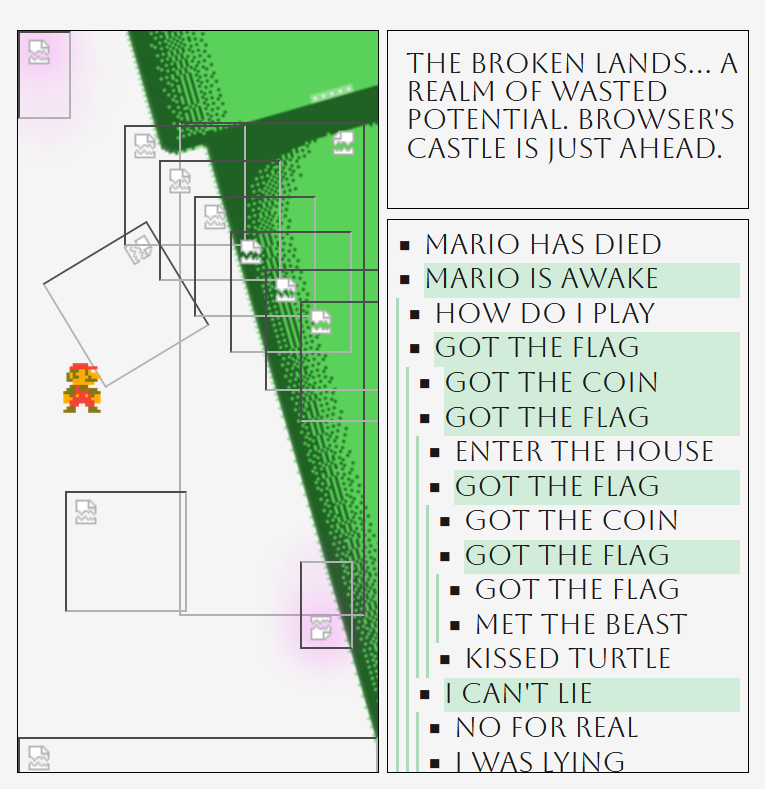 THE BROKEN LANDS... A
REALM OF WASTED
POTENTIAL. BROWSER'S
CASTLE IS JUST AHEAD.
MARIO HAS DIED
MARIO IS AWAKE
HOW DO I PLAY
GOT THE FLAG
GOT THE COIN
GOT THE FLAG
ENTER THE HOUSE
GOT THE FLAG
GOT THE COIN
GOT THE FLAG
GOT THE FLAG
MET THE BEAST
KISSED TURTLE
I CAN'T LIE
NO FOR REAL
I WAS LYING